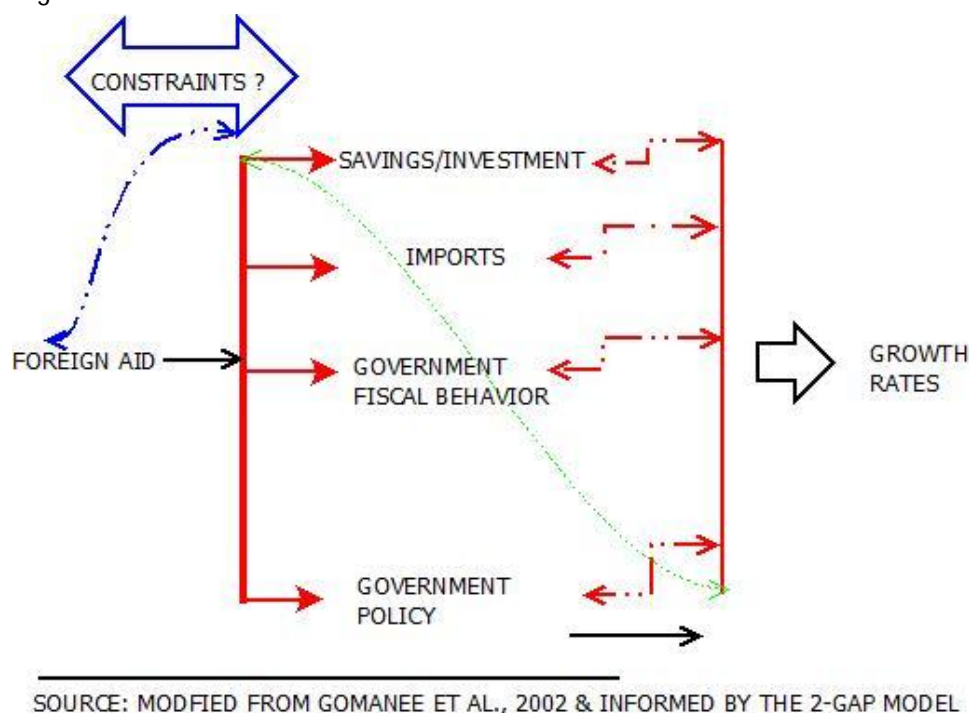 CONSTRAINTS ?
SAVINGS/INVESTMENT
IMPORTS
FOREIGN AID
GOVERNMENT
FISCAL BEHAVIOR
GROWTH
RATES
GOVERNMENT
POLICY
SOURCE: MODFIED FROM GOMANEE ET AL., 2002 & INFORMED BY THE 2-GAP MODEL